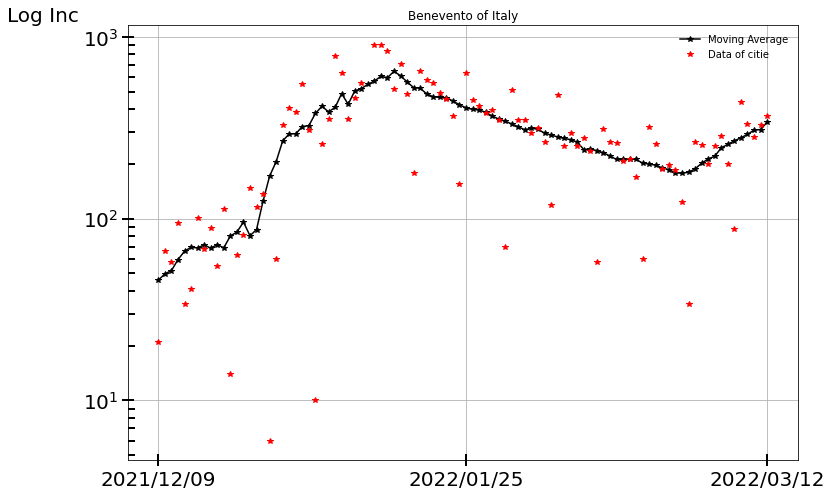 Log Inc
Benevento of Italy
Moving Average
Data of citie
10³
10²
10¹
2021/12/09
2022/01/25
2022/03/12